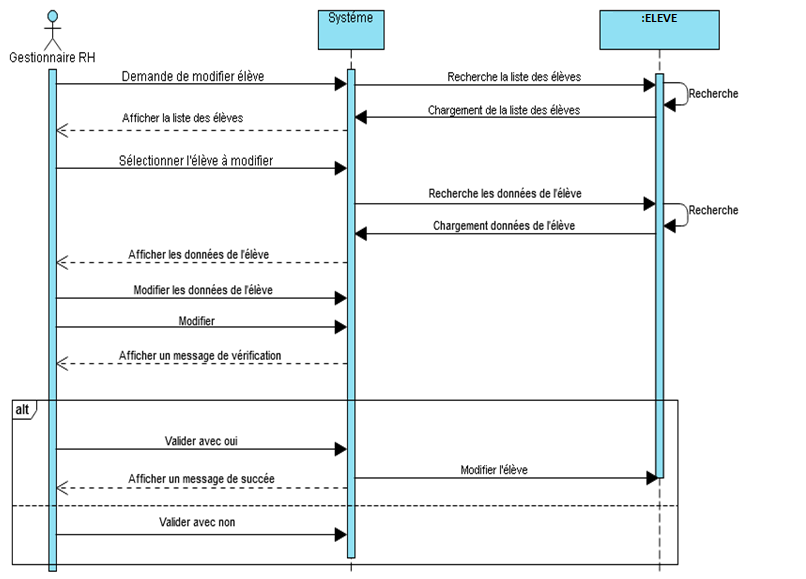 Systéme
:ELEVE
Gestionnaire RH
Demande de modifier élève
Recherche la liste des élèves
Recherche
Chargement de la liste des élèves
Afficher la liste des élèves
Sélectionner l'élève à modifier
Recherche les données de l'élève
Recherche
Chargement données de l'élève
Afficher les données de l'élève
Modifier les données de l'élève
Modifier
Afficher un message de vérification
alt
Valider avec oui
Modifier l'élève
Afficher un message de succée
Valider avec non